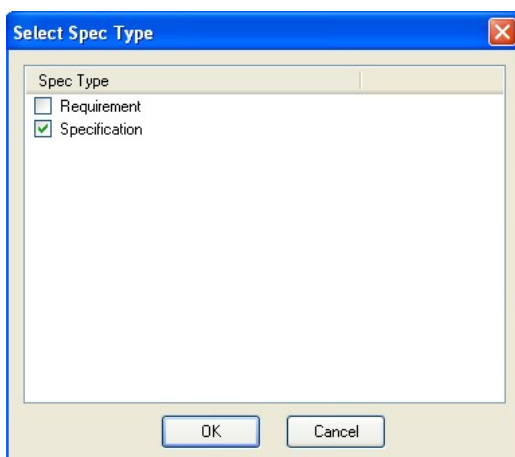 Select Spec Type
Spec Type
Requirement
Specification
OK
Cancel